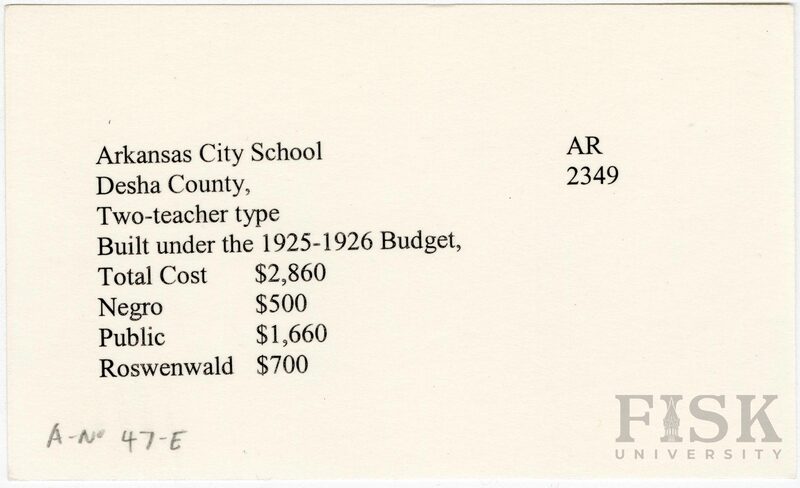 Arkansas City School
Desha County,
Two-teacher type
Built under the 1925-1926 Budget,
Total Cost $2,860
Negro $500
Public $1,660
Roswenwald $700
AR
2349
A-No 47-E
FISK
UNIVERSITY